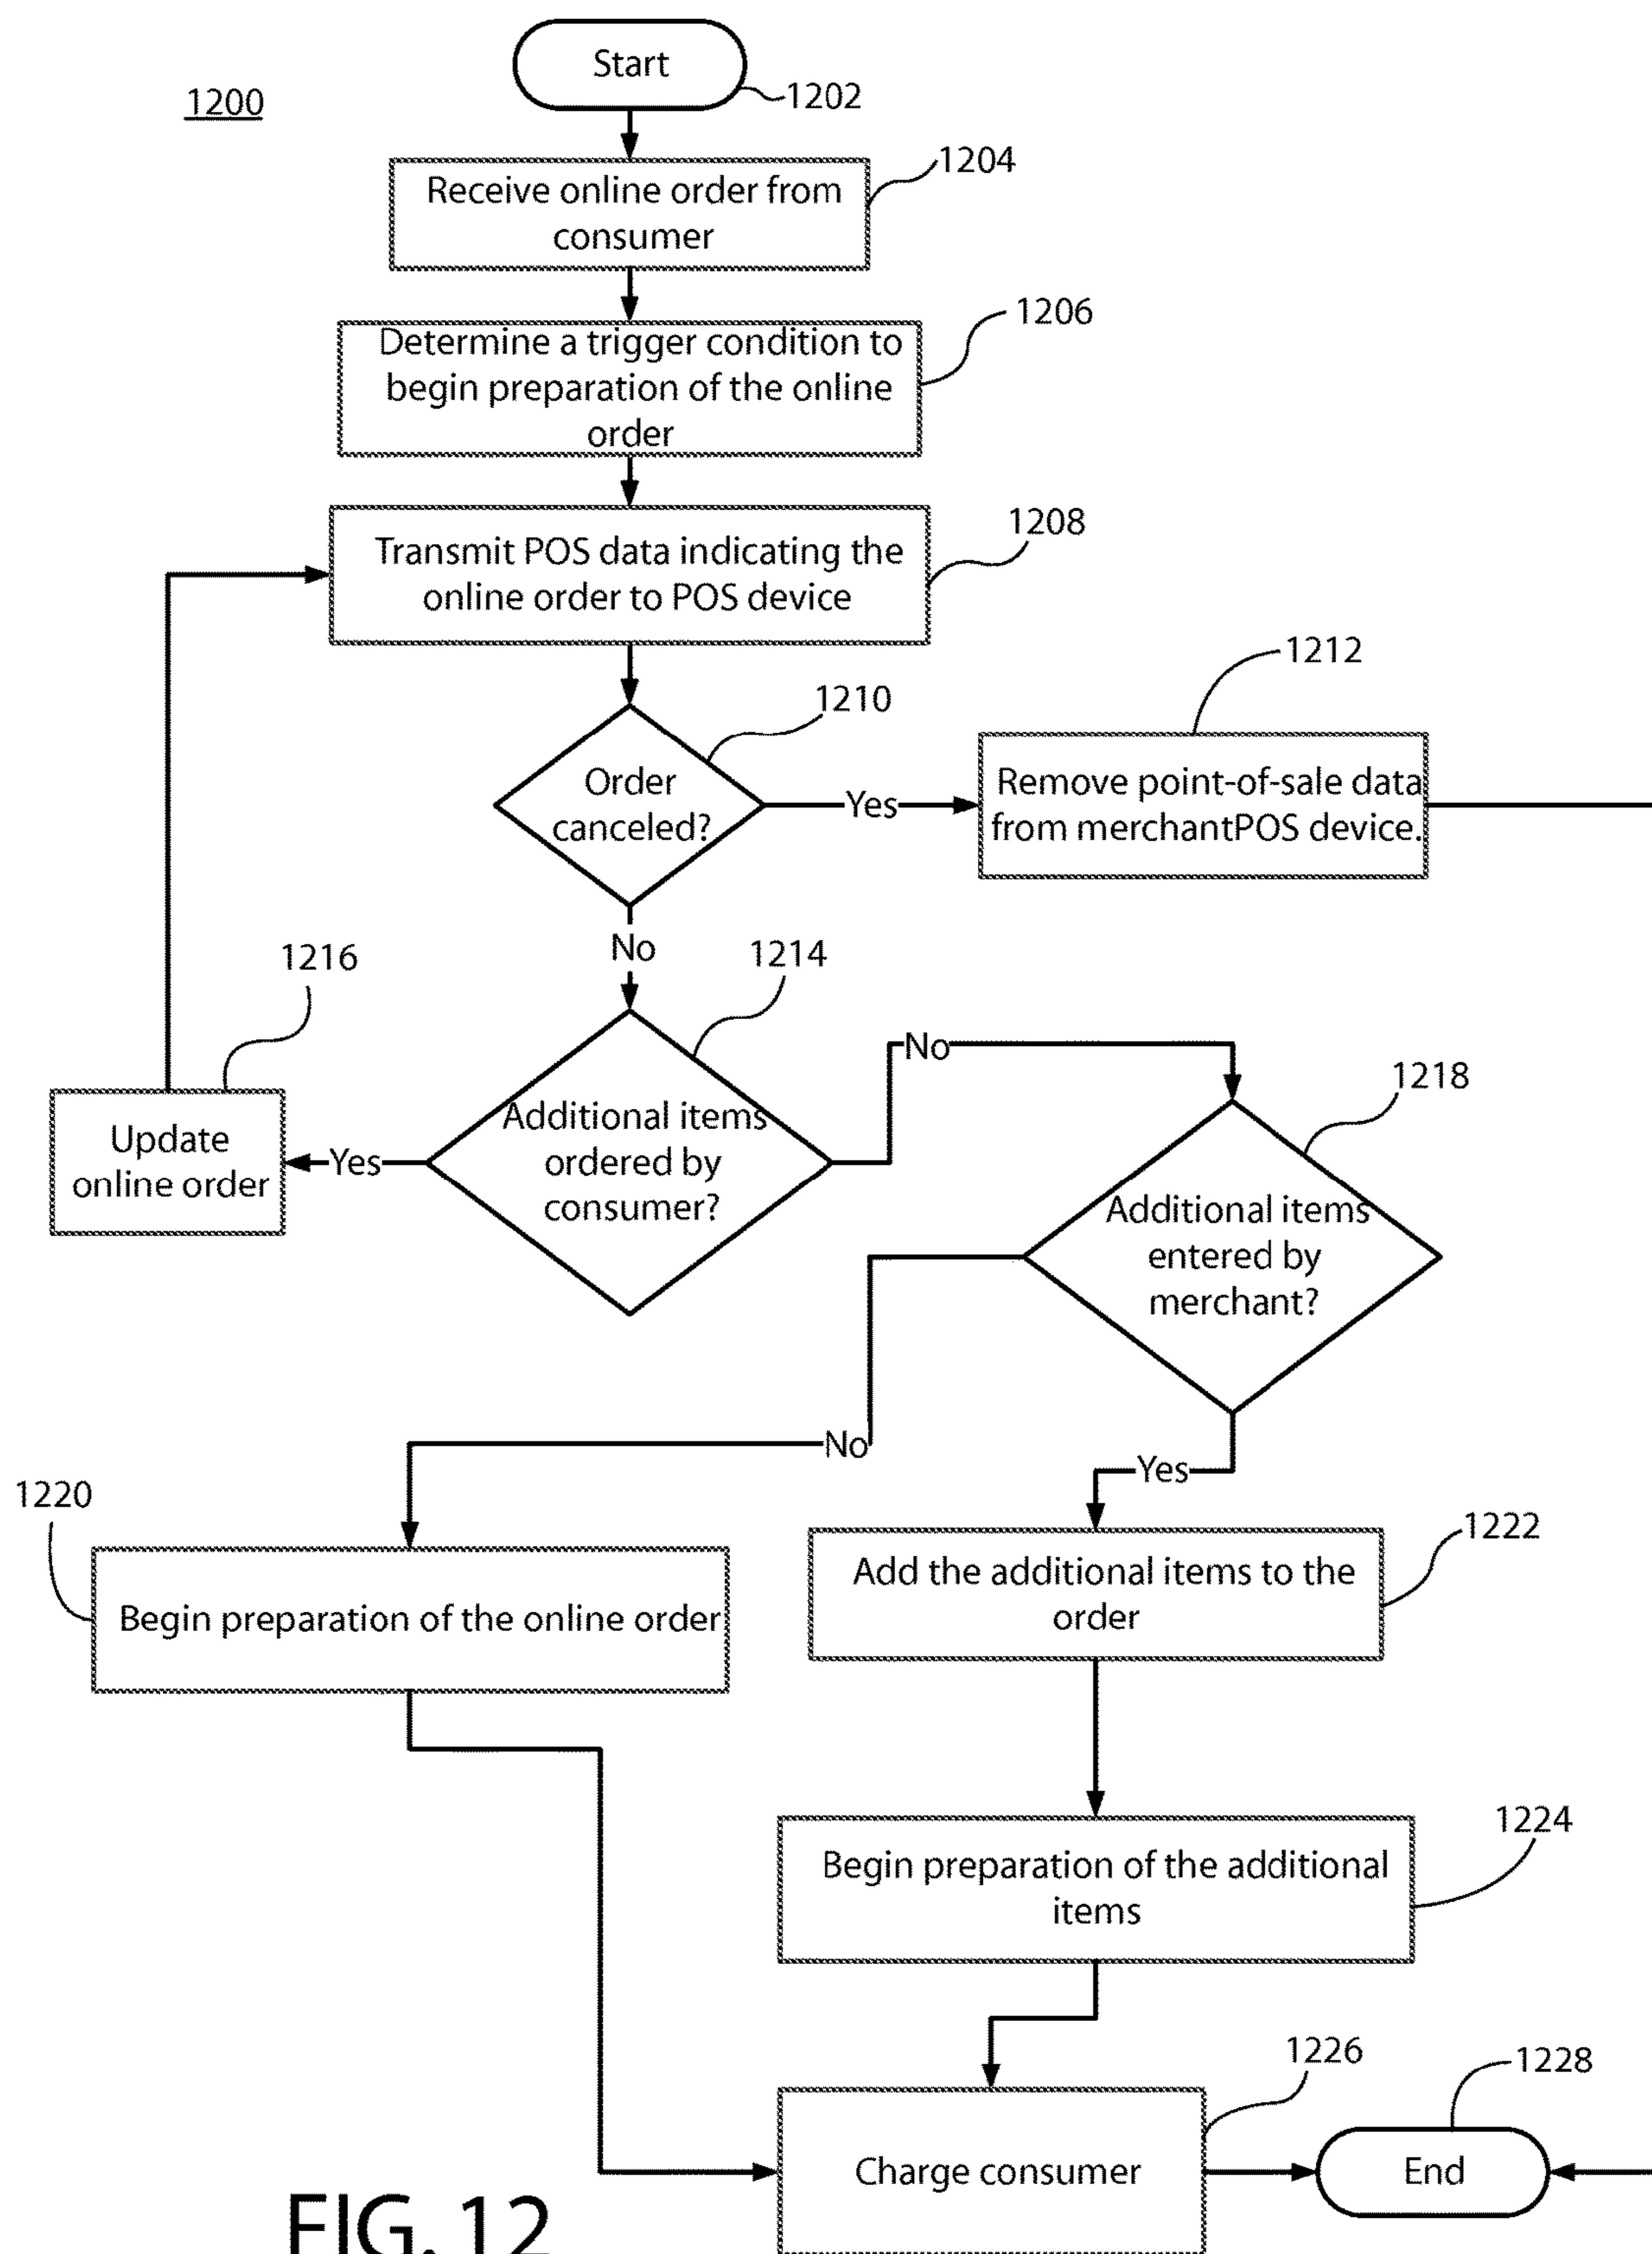 Start
1200
1202
1204
Receive online order from
consumer
1206
Determine a trigger condition to
begin preparation of the online
order
1208
Transmit POS data indicating the
online order to POS device
1212
1210
Order
canceled?
Yes
Remove point-of-sale data
from merchantPOS device.
No
1216
1214
No
1218
Additional items
ordered by
consumer?
Yes
Update
online order
Additional items
entered by
merchant?
No
Yes
1220
1222
Begin preparation of the online order
Add the additional items to the
order
1224
Begin preparation of the additional
items
1226
1228
Charge consumer
End
FIG. 12